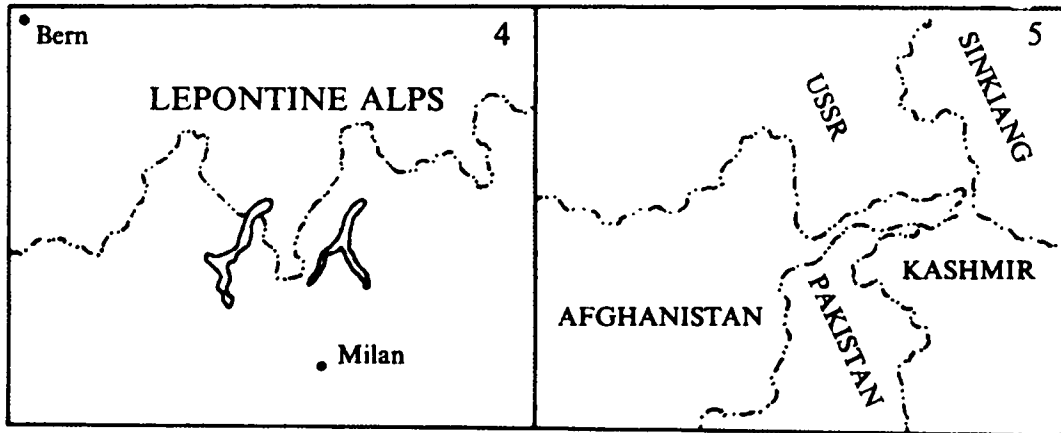 Bern
4
LEPONTINE ALPS
Milan
5
SINKIANG
USSR
KASHMIR
AFGHANISTAN
PAKISTAN